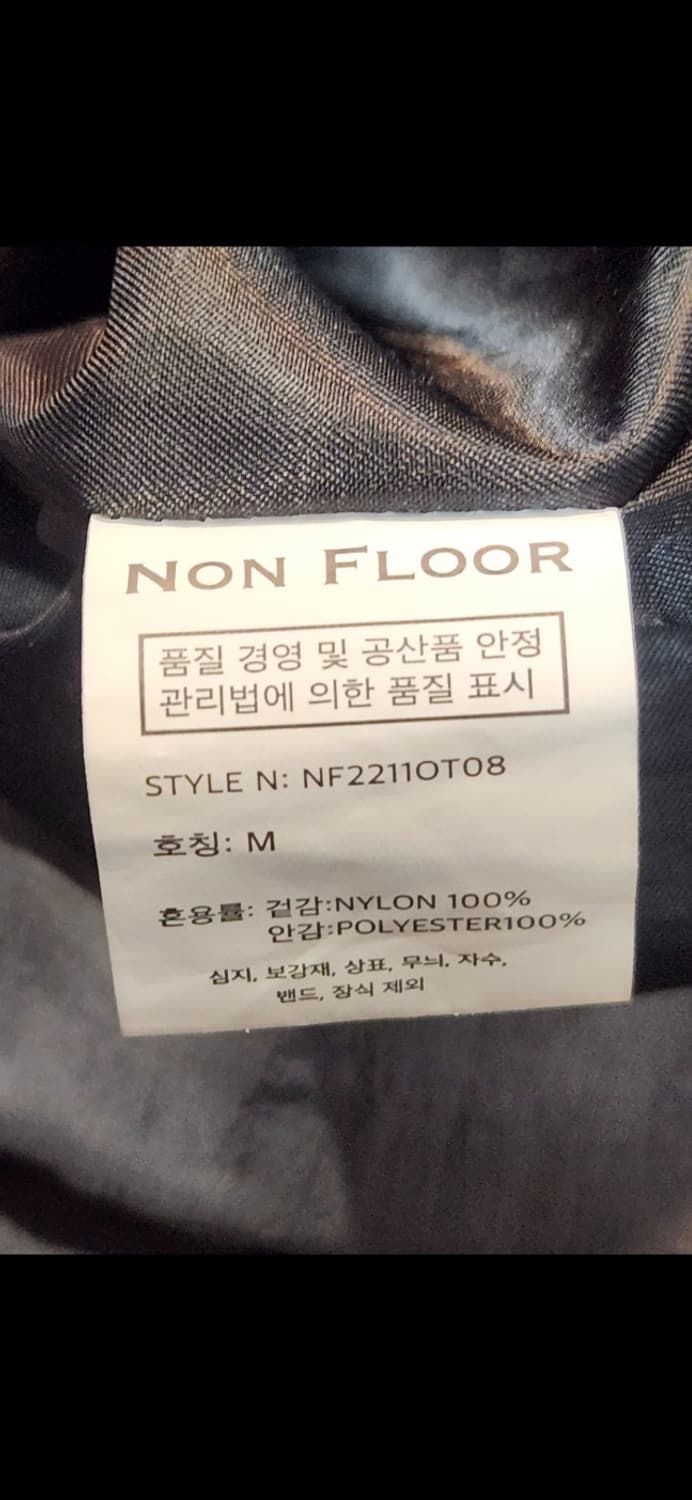 NON FLOOR
품질 경영 및 공산품 안정
관리법에 의한 품질 표시
STYLE N: NF2211OT08
호칭: M
혼용률: 겉감:NYLON 100%
안감:POLYESTER100%
심지, 보강재, 상표, 무늬, 자수,
밴드, 장식 제외